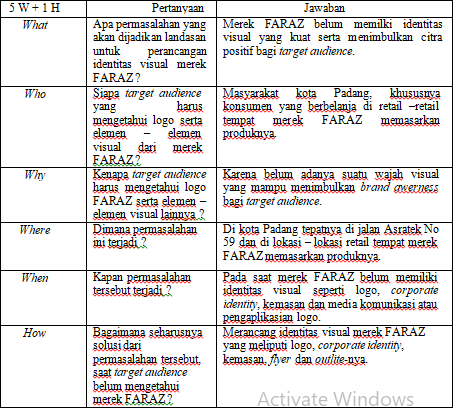 5 W + 1 H Pertanyaan Jawaban
What
Apa permasalahan yang
akan dijadikan landasan
untuk perancangan
identitas visual merek
FARAZ ?
Merek FARAZ belum memilki identitas
visual yang kuat serta menimbulkan citra
positif bagi target audience.
Who
Siapa target audience
yang harus
mengetahui logo serta
elemen – elemen
visual dari merek
FARAZ ?
Masyarakat kota Padang, khususnya
konsumen yang berbelanja di retail –retail
tempat merek FARAZ memasarkan
produknya.
Why
Kenapa target audience
harus mengetahui logo
FARAZ serta elemen –
elemen visual lainnya ?
Karena belum adanya suatu wajah visual
yang mampu menimbulkan brand awerness
bagi target audience.
Where
Dimana permasalahan
ini terjadi ?
Di kota Padang tepatnya di jalan Asratek No
59 dan di lokasi – lokasi retail tempat merek
FARAZ memasarkan produknya.
When
Kapan permasalahan
tersebut terjadi ?
Pada saat merek FARAZ belum memiliki
identitas visual seperti logo, corporate
identity, kemasan dan media komunikasi atau
pengaplikasian logo.
How
Bagaimana seharusnya
solusi dari
permasalahan tersebut,
saat target audience
belum mengetahui
merek FARAZ ?
Merancang identitas visual merek FARAZ
yang meliputi logo, corporate identity,
kemasan, flyer dan outlite-nya.
Activate Windows